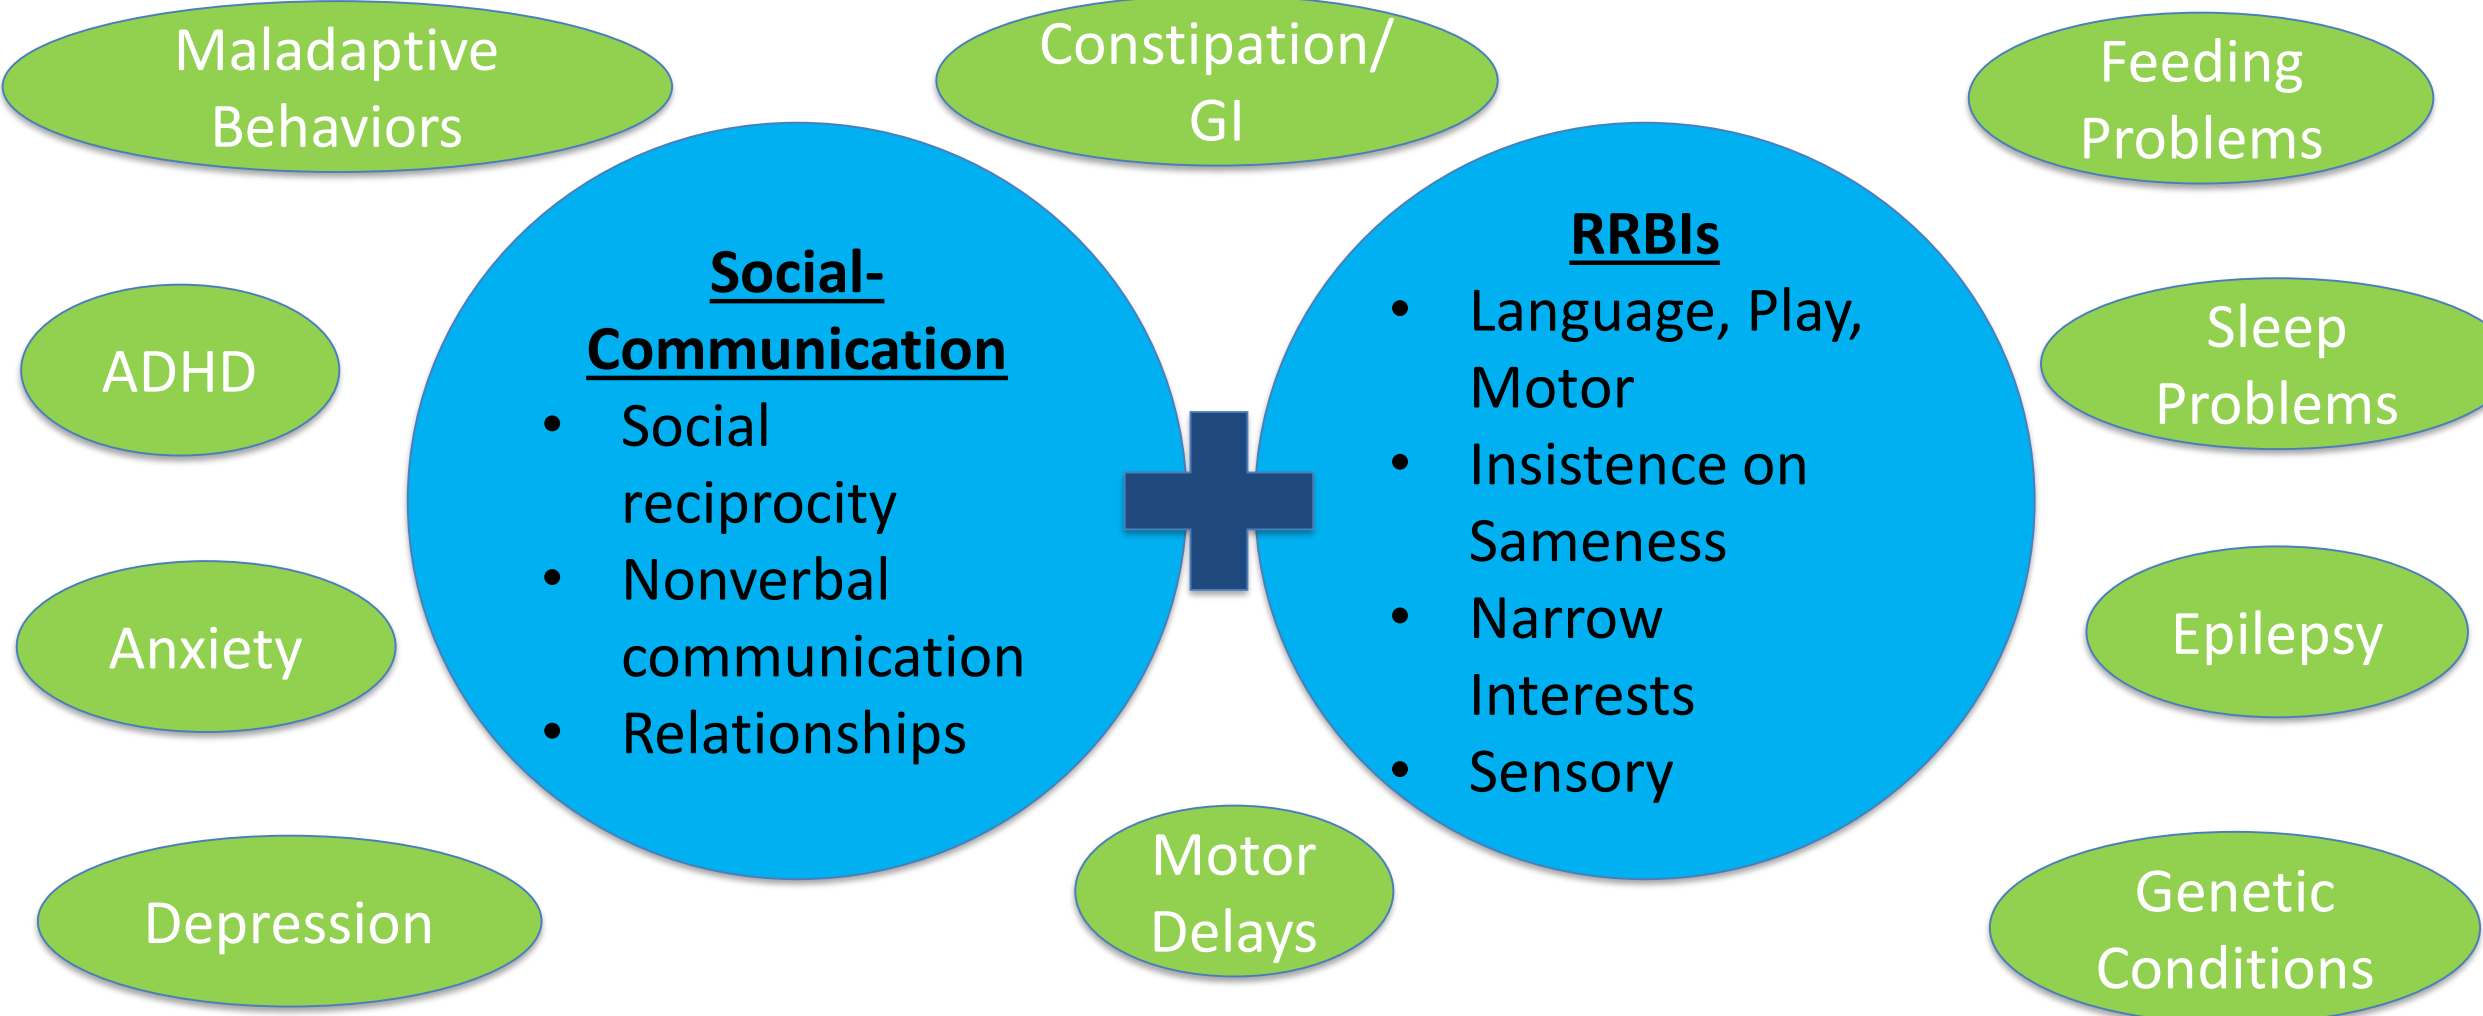 Maladaptive
Behaviors
Constipation/
GI
Feeding
Problems
Social-
Communication
• Social
reciprocity
• Nonverbal
communication
• Relationships
RRBIs
• Language, Play,
Motor
• Insistence on
Sameness
• Narrow
Interests
• Sensory
ADHD
Sleep
Problems
Anxiety
Epilepsy
Depression
Motor
Delays
Genetic
Conditions